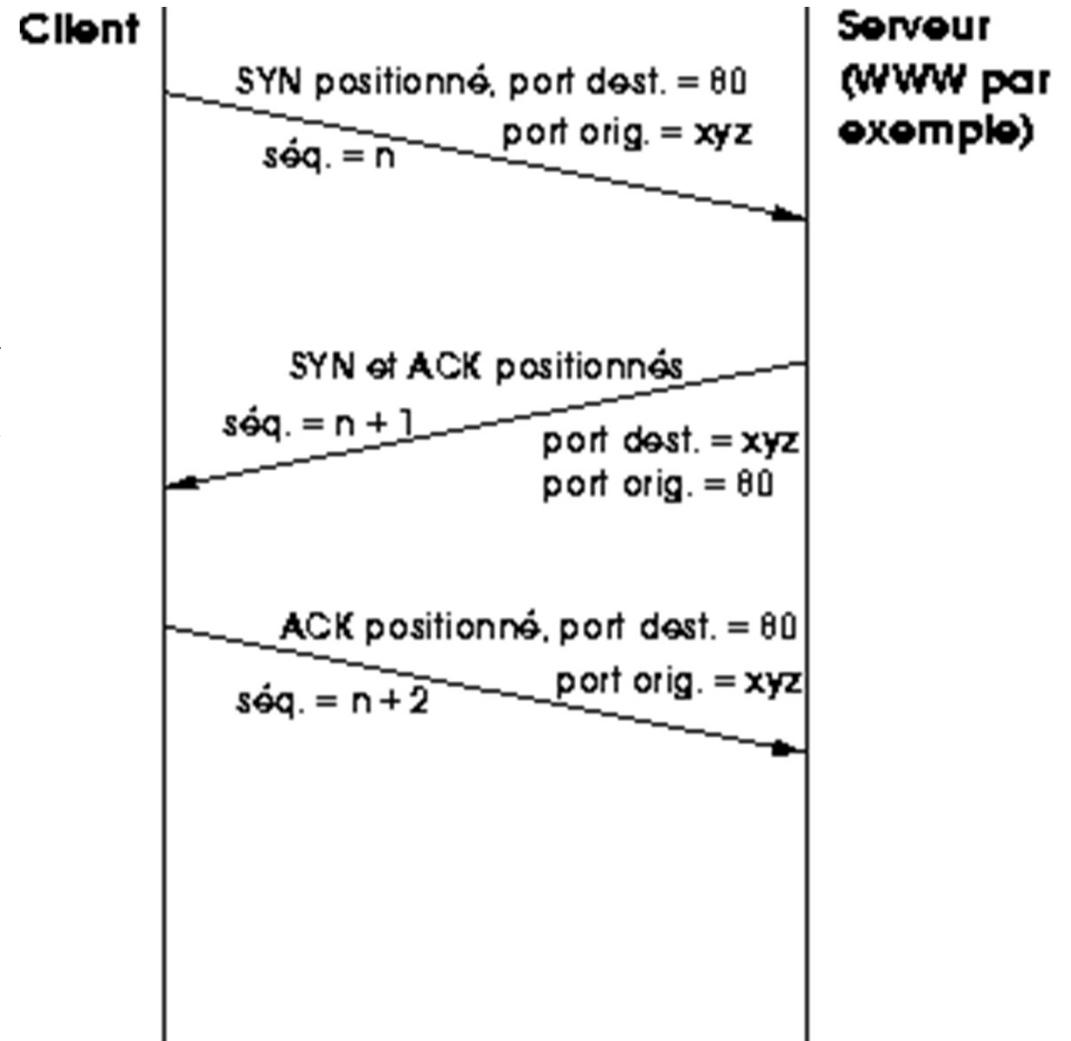 Client
Serveur
(WWW par
exemple)
SYN positionné, port dest. = 80
port orig. = xyz
séq. = n
SYN et ACK positionnés
séq. = n + 1
port dest. = xyz
port orig. = 80
ACK positionné, port dest. = 80
port orig. = xyz
séq. = n + 2